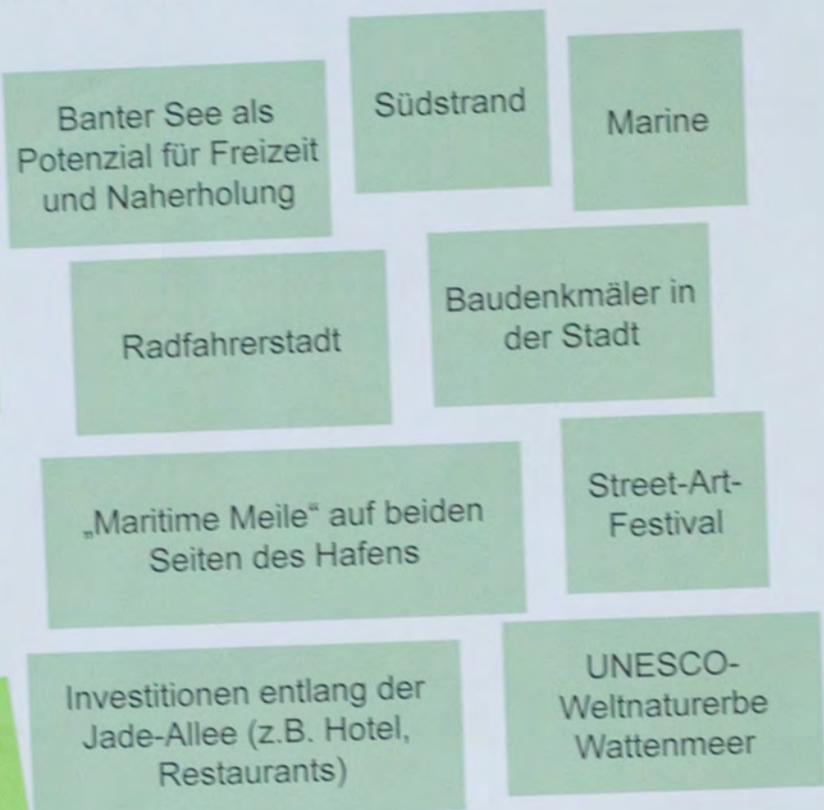 Banter See als
Potenzial für Freizeit
und Naherholung
Südstrand
Marine
Radfahrerstadt
Baudenkmäler in
der Stadt
„Maritime Meile“ auf beiden
Seiten des Hafens
Street-Art-
Festival
Investitionen entlang der
Jade-Allee (z.B. Hotel,
Restaurants)
UNESCO-
Weltnaturerbe
Wattenmeer